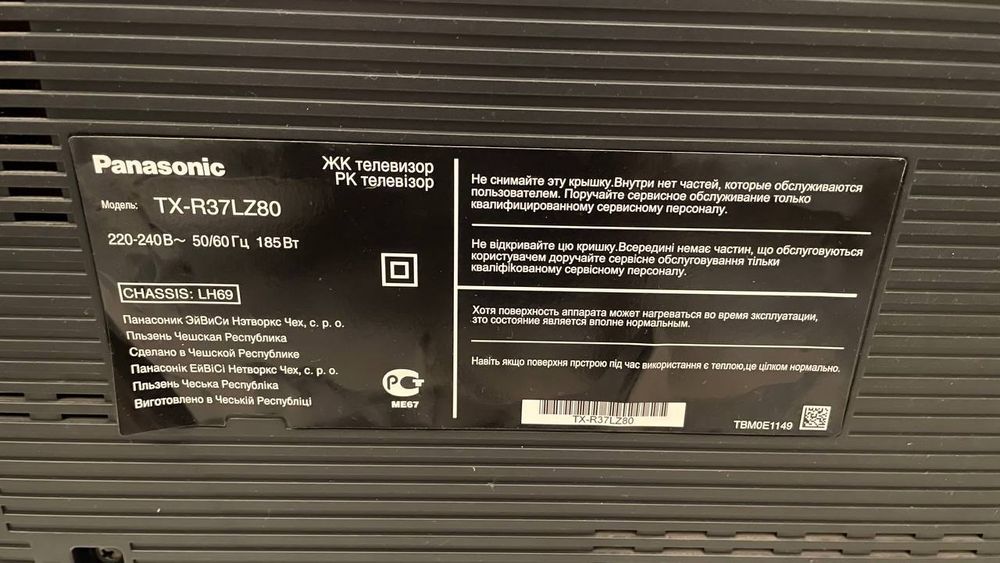 Panasonic
ЖК телевизор
РК телевізор
Модель: TX-R37LZ80
220-240В~ 50/60Гц 185Вт
CHASSIS: LH69
Панасоник ЭйВиСи Нэтворкс Чех, с. р. о.
Пльзень Чешская Республика
Сделано в Чешской Республике
Панасонік ЕйВіСі Нетворкс Чех, с. р. о.
Пльзень Чеська Республіка
Виготовлено в Чеській Республіці
РСТ
МЕ67
Не снимайте эту крышку.Внутри нет частей, которые обслуживаются
пользователем. Поручайте сервисное обслуживание только
квалифицированному сервисному персоналу.
Не відкривайте цю кришку.Всередині немає частин, що обслуговуються
користувачем доручайте сервісне обслуговування тільки
кваліфікованому сервісному персоналу.
Хотя поверхность аппарата может нагреваться во время эксплуатации,
зто состояние является вполне нормальным.
Навіть якщо поверхня прстрою під час використання є теплою,це цілком нормально.
TX-R37LZ80
TBM0E1149